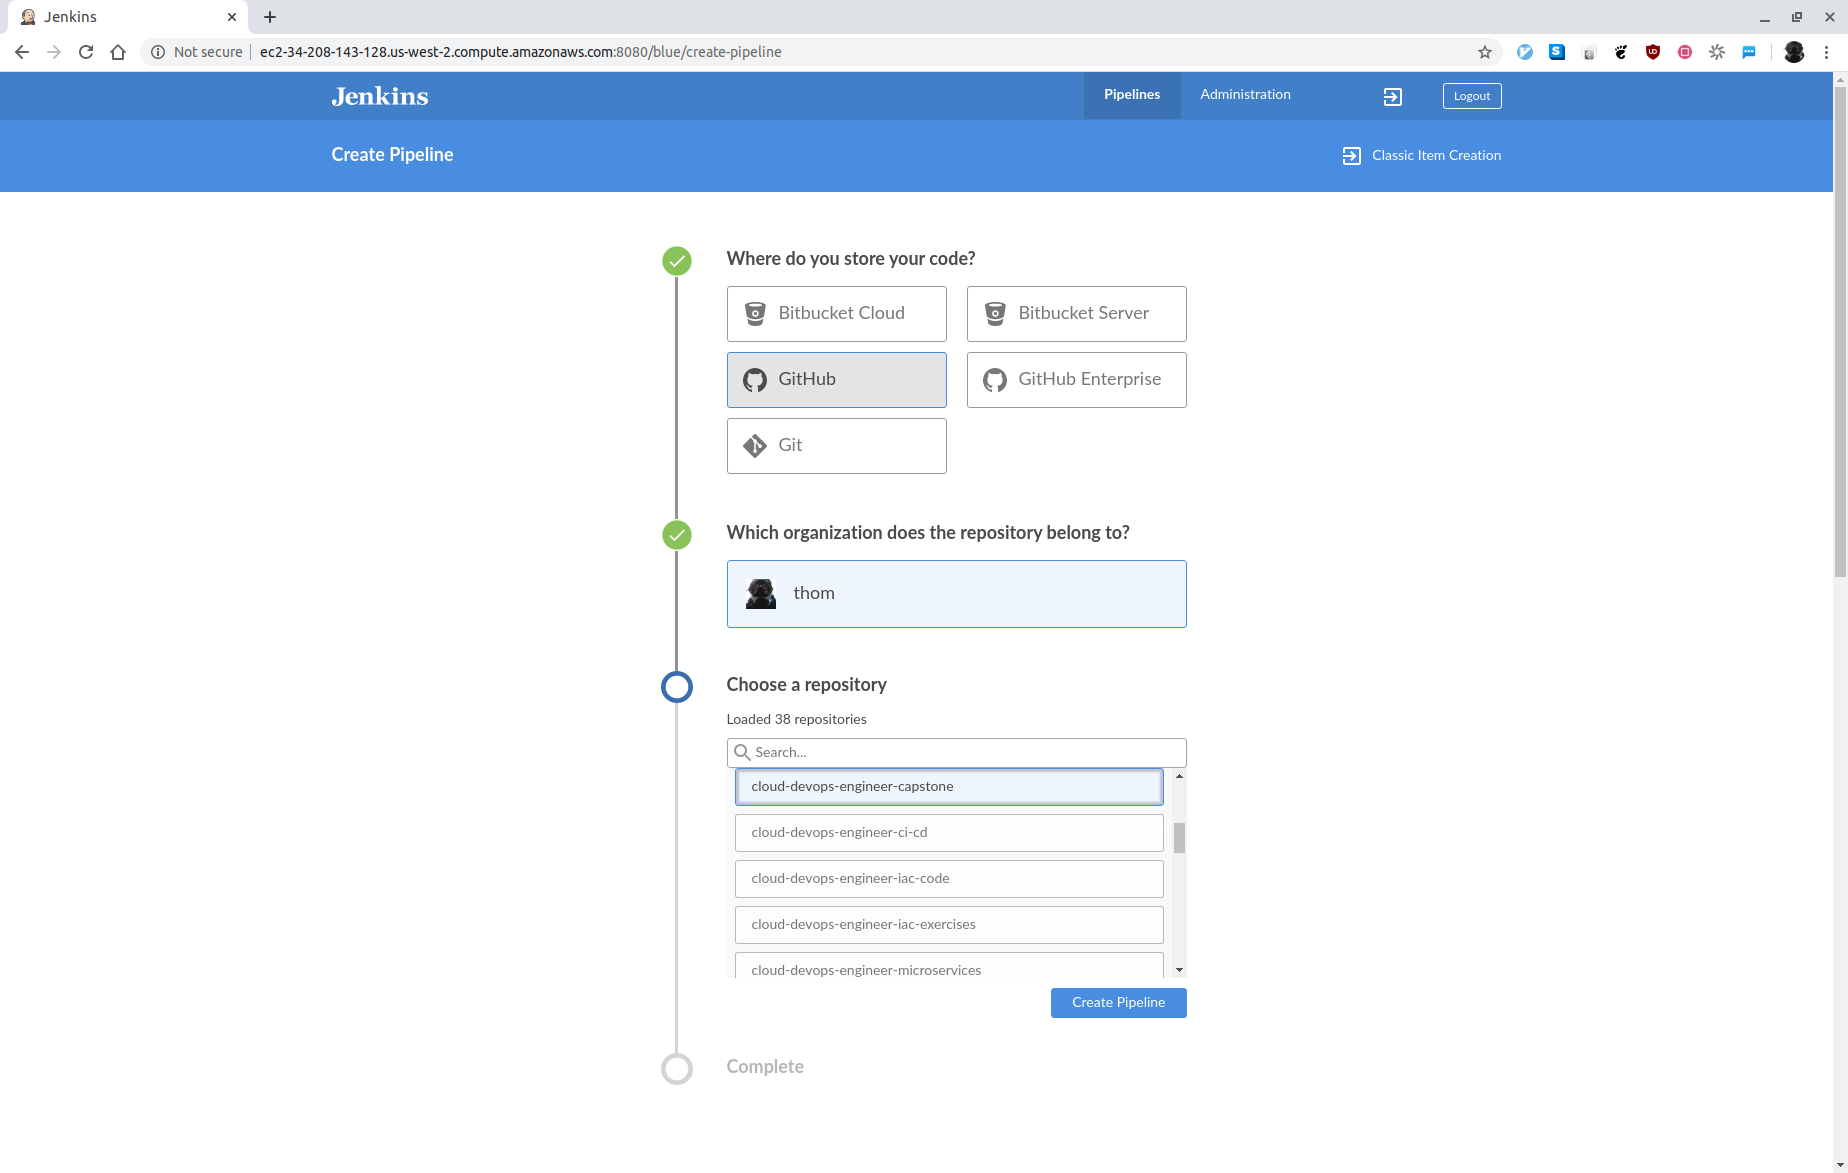 Jenkins
Not secure
ec2-34-208-143-128.us-west-2.compute.amazonaws.com:8080/blue/create-pipeline
Jenkins
Pipelines
Administration
Logout
Create Pipeline
Classic Item Creation
Where do you store your code?
Bitbucket Cloud
Bitbucket Server
GitHub
GitHub Enterprise
Git
Which organization does the repository belong to?
thom
Choose a repository
Loaded 38 repositories
Search...
cloud-devops-engineer-capstone
cloud-devops-engineer-ci-cd
cloud-devops-engineer-iac-code
cloud-devops-engineer-iac-exercises
cloud-devops-engineer-microservices
Create Pipeline
Complete